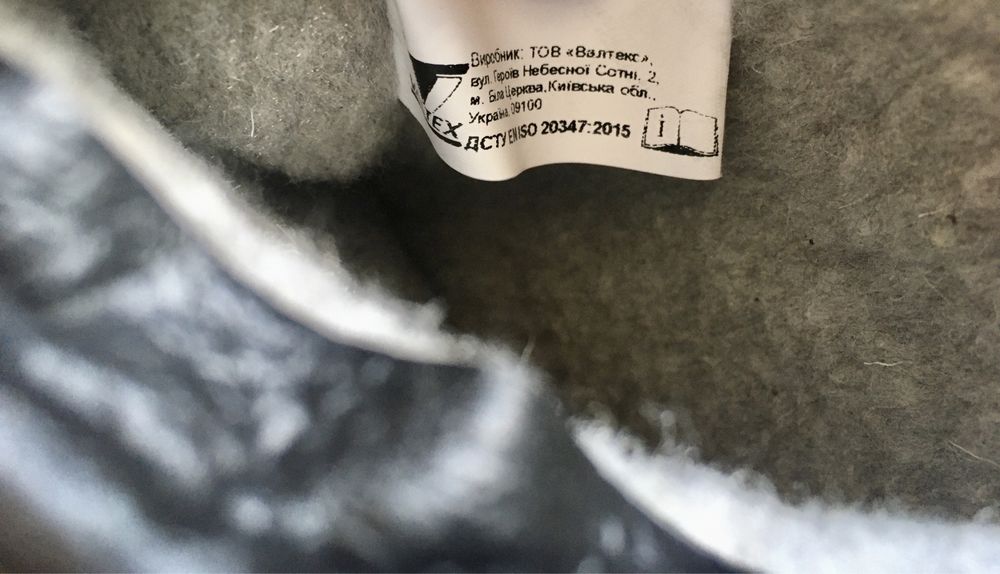 Виробник: ТОВ «Валтекс»,
вул. Героїв Небесної Сотні, 2,
м. Біла Церква, Київська обл.,
Україна, 09100
ДСТУ EN ISO 20347:2015
TEX
i